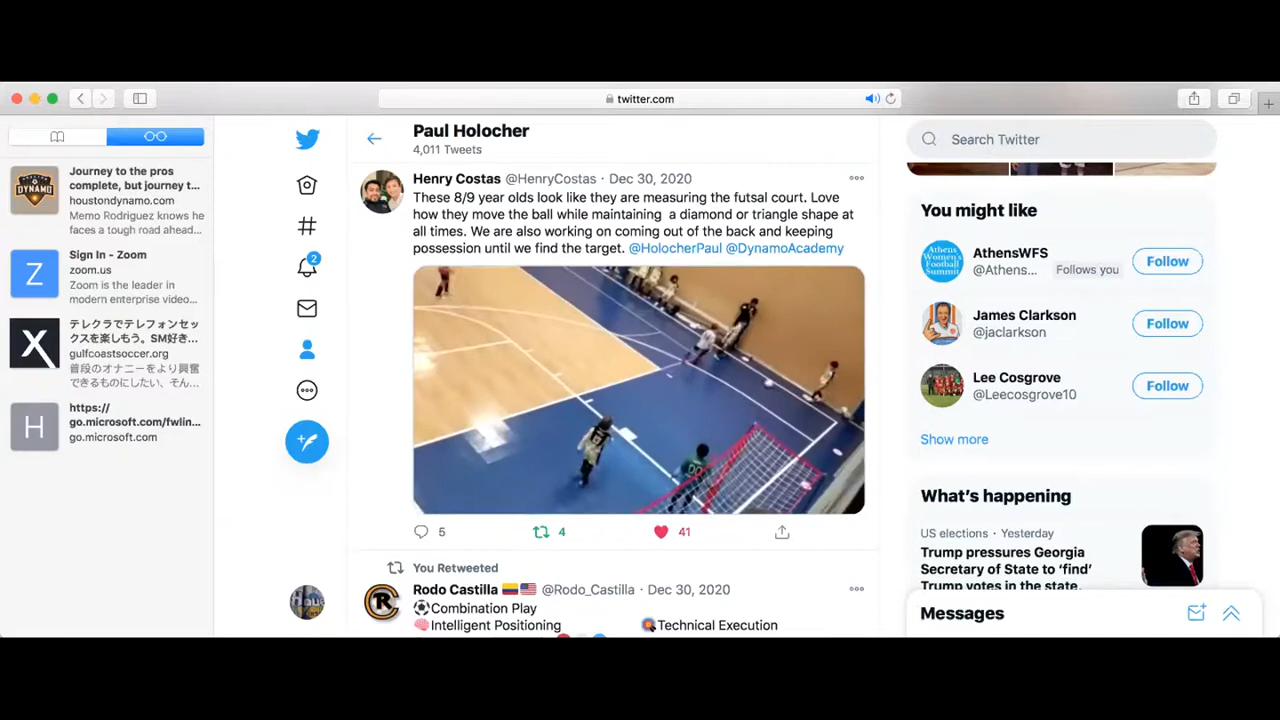 twitter.com
Journey to the pros
complete, but journey t...
houstondynamo.com
Memo Rodriguez knows he
faces a tough road ahead...
DYNAMO
Z
Sign In - Zoom
zoom.us
Zoom is the leader in
modern enterprise video...
X
テレクラでテレフォンセッ
クスを楽しもう。SM好き...
gulfcoastsoccer.org
普段のオナニーをより興奮
できるものにしたい、そん...
H
https://
go.microsoft.com/fwlin...
go.microsoft.com
2
Paul Holocher
4,011 Tweets
Henry Costas @HenryCostas · Dec 30, 2020
These 8/9 year olds look like they are measuring the futsal court. Love
how they move the ball while maintaining a diamond or triangle shape at
all times. We are also working on coming out of the back and keeping
possession until we find the target. @HolocherPaul @DynamoAcademy
5
4
41
You Retweeted
Rodo Castilla 🇨🇴🇺🇸 @Rodo_Castilla · Dec 30, 2020
⚽Combination Play
🧠Intelligent Positioning
Technical Execution
Search Twitter
You might like
Athens
Women's
Football
Summit
AthensWFS
@Athens... Follows you
Follow
James Clarkson
@jaclarkson
Follow
Lee Cosgrove
@Leecosgrove10
Follow
Show more
What's happening
US elections · Yesterday
Trump pressures Georgia
Secretary of State to 'find'
Trump votes in the state,
Messages